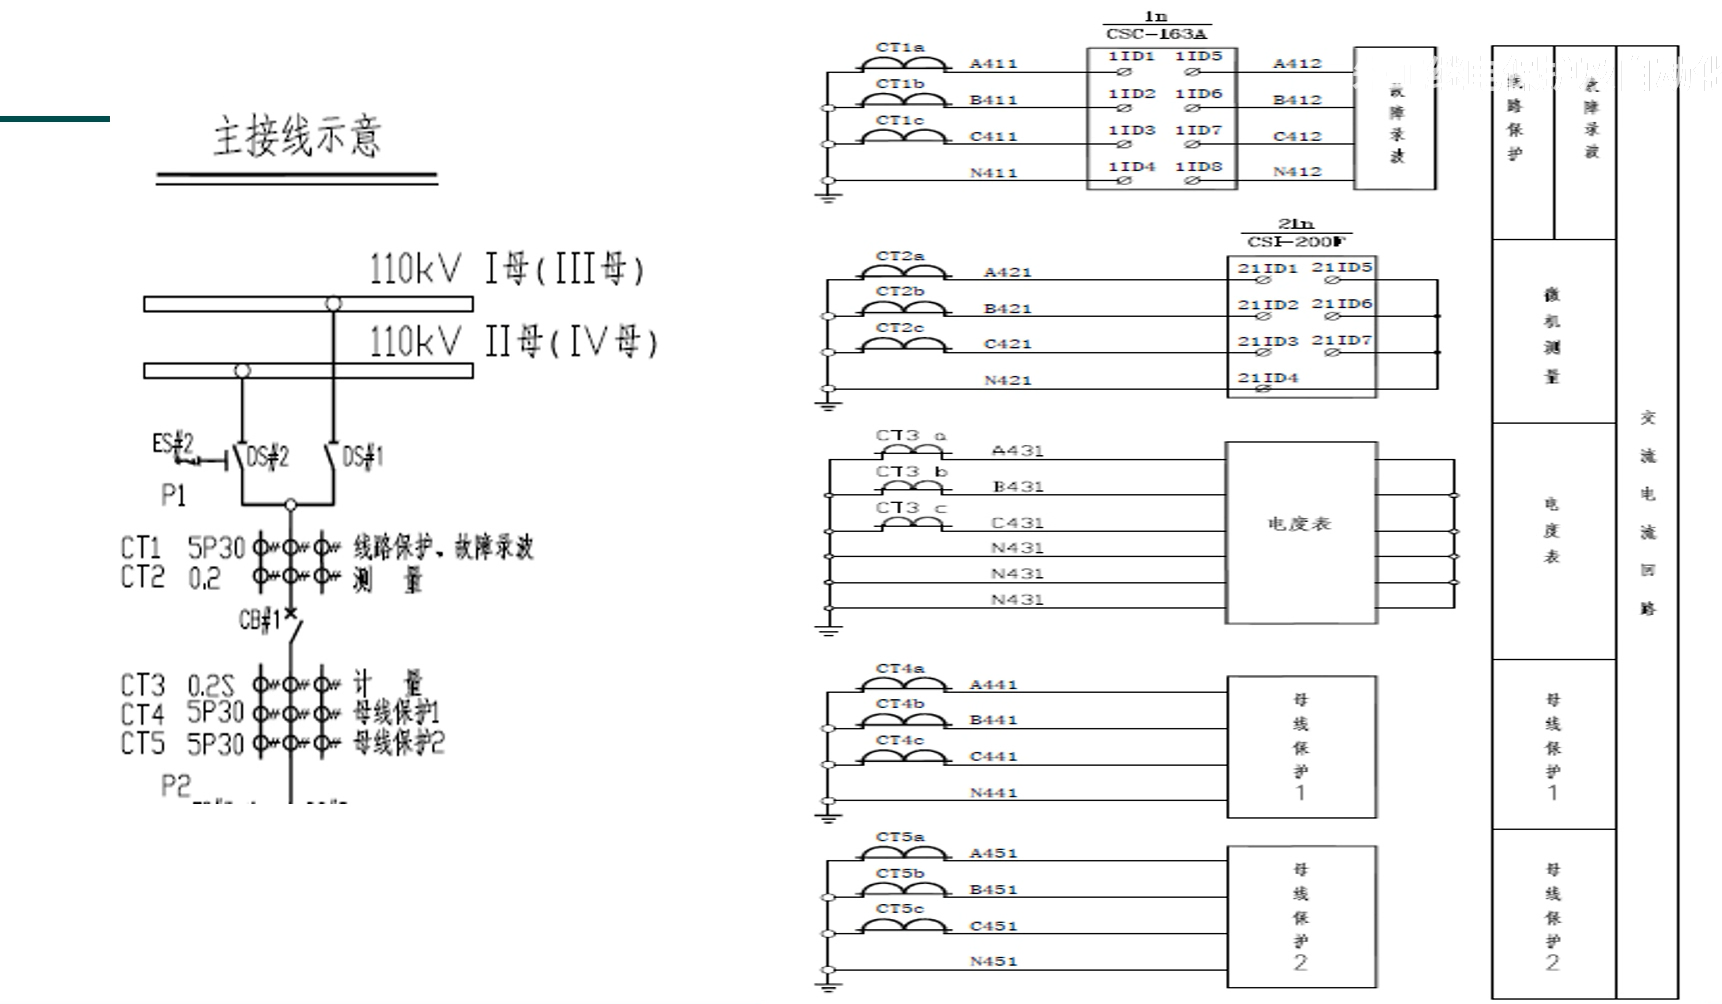 主接线示意
110kV I母(III母)
110kV II母(IV母)
ES#2
DS#2
DS#1
P1
CT1 5P30 线路保护、故障录波
CT2 0.2 测 量
CB#1
CT3 0.2S 计 量
CT4 5P30 母线保护1
CT5 5P30 母线保护2
P2
1n
CSC-163A
CT1a A411 1ID1 1ID5 A412
CT1b B411 1ID2 1ID6 B412
CT1c C411 1ID3 1ID7 C412
N411 1ID4 1ID8 N412
故障录波
21n
CSI-200F
CT2a A421 21ID1 21ID5
CT2b B421 21ID2 21ID6
CT2c C421 21ID3 21ID7
N421 21ID4
CT3 a A431
CT3 b B431
CT3 c C431
N431
N431
N431
电度表
CT4a A441
CT4b B441
CT4c C441
N441
母线保护1
CT5a A451
CT5b B451
CT5c C451
N451
母线保护2
线路保护
故障录波
微机测量
电度表
母线保护1
母线保护2
交流电流回路